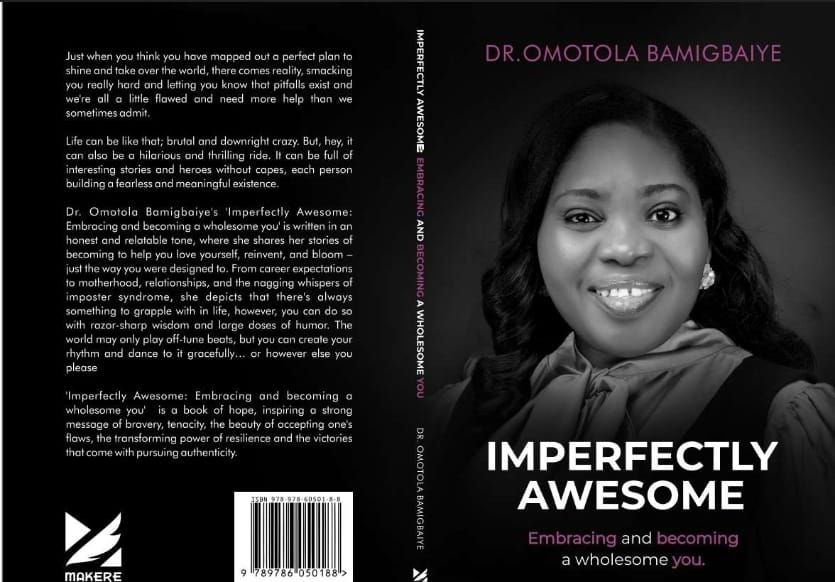 Just when you think you have mapped out a perfect plan to
shine and take over the world, there comes reality, smacking
you really hard and letting you know that pitfalls exist and
we're all a little flawed and need more help than we
sometimes admit.
Life can be like that; brutal and downright crazy. But, hey, it
can also be a hilarious and thrilling ride. It can be full of
interesting stories and heroes without capes, each person
building a fearless and meaningful existence.
Dr. Omotola Bamigbaiye's 'Imperfectly Awesome:
Embracing and becoming a wholesome you' is written in an
honest and relatable tone, where she shares her stories of
becoming to help you love yourself, reinvent, and bloom –
just the way you were designed to. From career expectations
to motherhood, relationships, and the nagging whispers of
imposter syndrome, she depicts that there's always
something to grapple with in life, however, you can do so
with razor-sharp wisdom and large doses of humor. The
world may only play off-tune beats, but you can create your
rhythm and dance to it gracefully... or however else you
please
'Imperfectly Awesome: Embracing and becoming a
wholesome you' is a book of hope, inspiring a strong
message of bravery, tenacity, the beauty of accepting one's
flaws, the transforming power of resilience and the victories
that come with pursuing authenticity.
MAKERE
ISBN 978-978-60501-8-8
9 789786 050188 >
IMPERFECTLY AWESOME: EMBRACING AND BECOMING A WHOLESOME YOU
DR. OMOTOLA BAMIGBAIYE
DR.OMOTOLA BAMIGBAIYE
IMPERFECTLY
AWESOME
Embracing and becoming
a wholesome you.